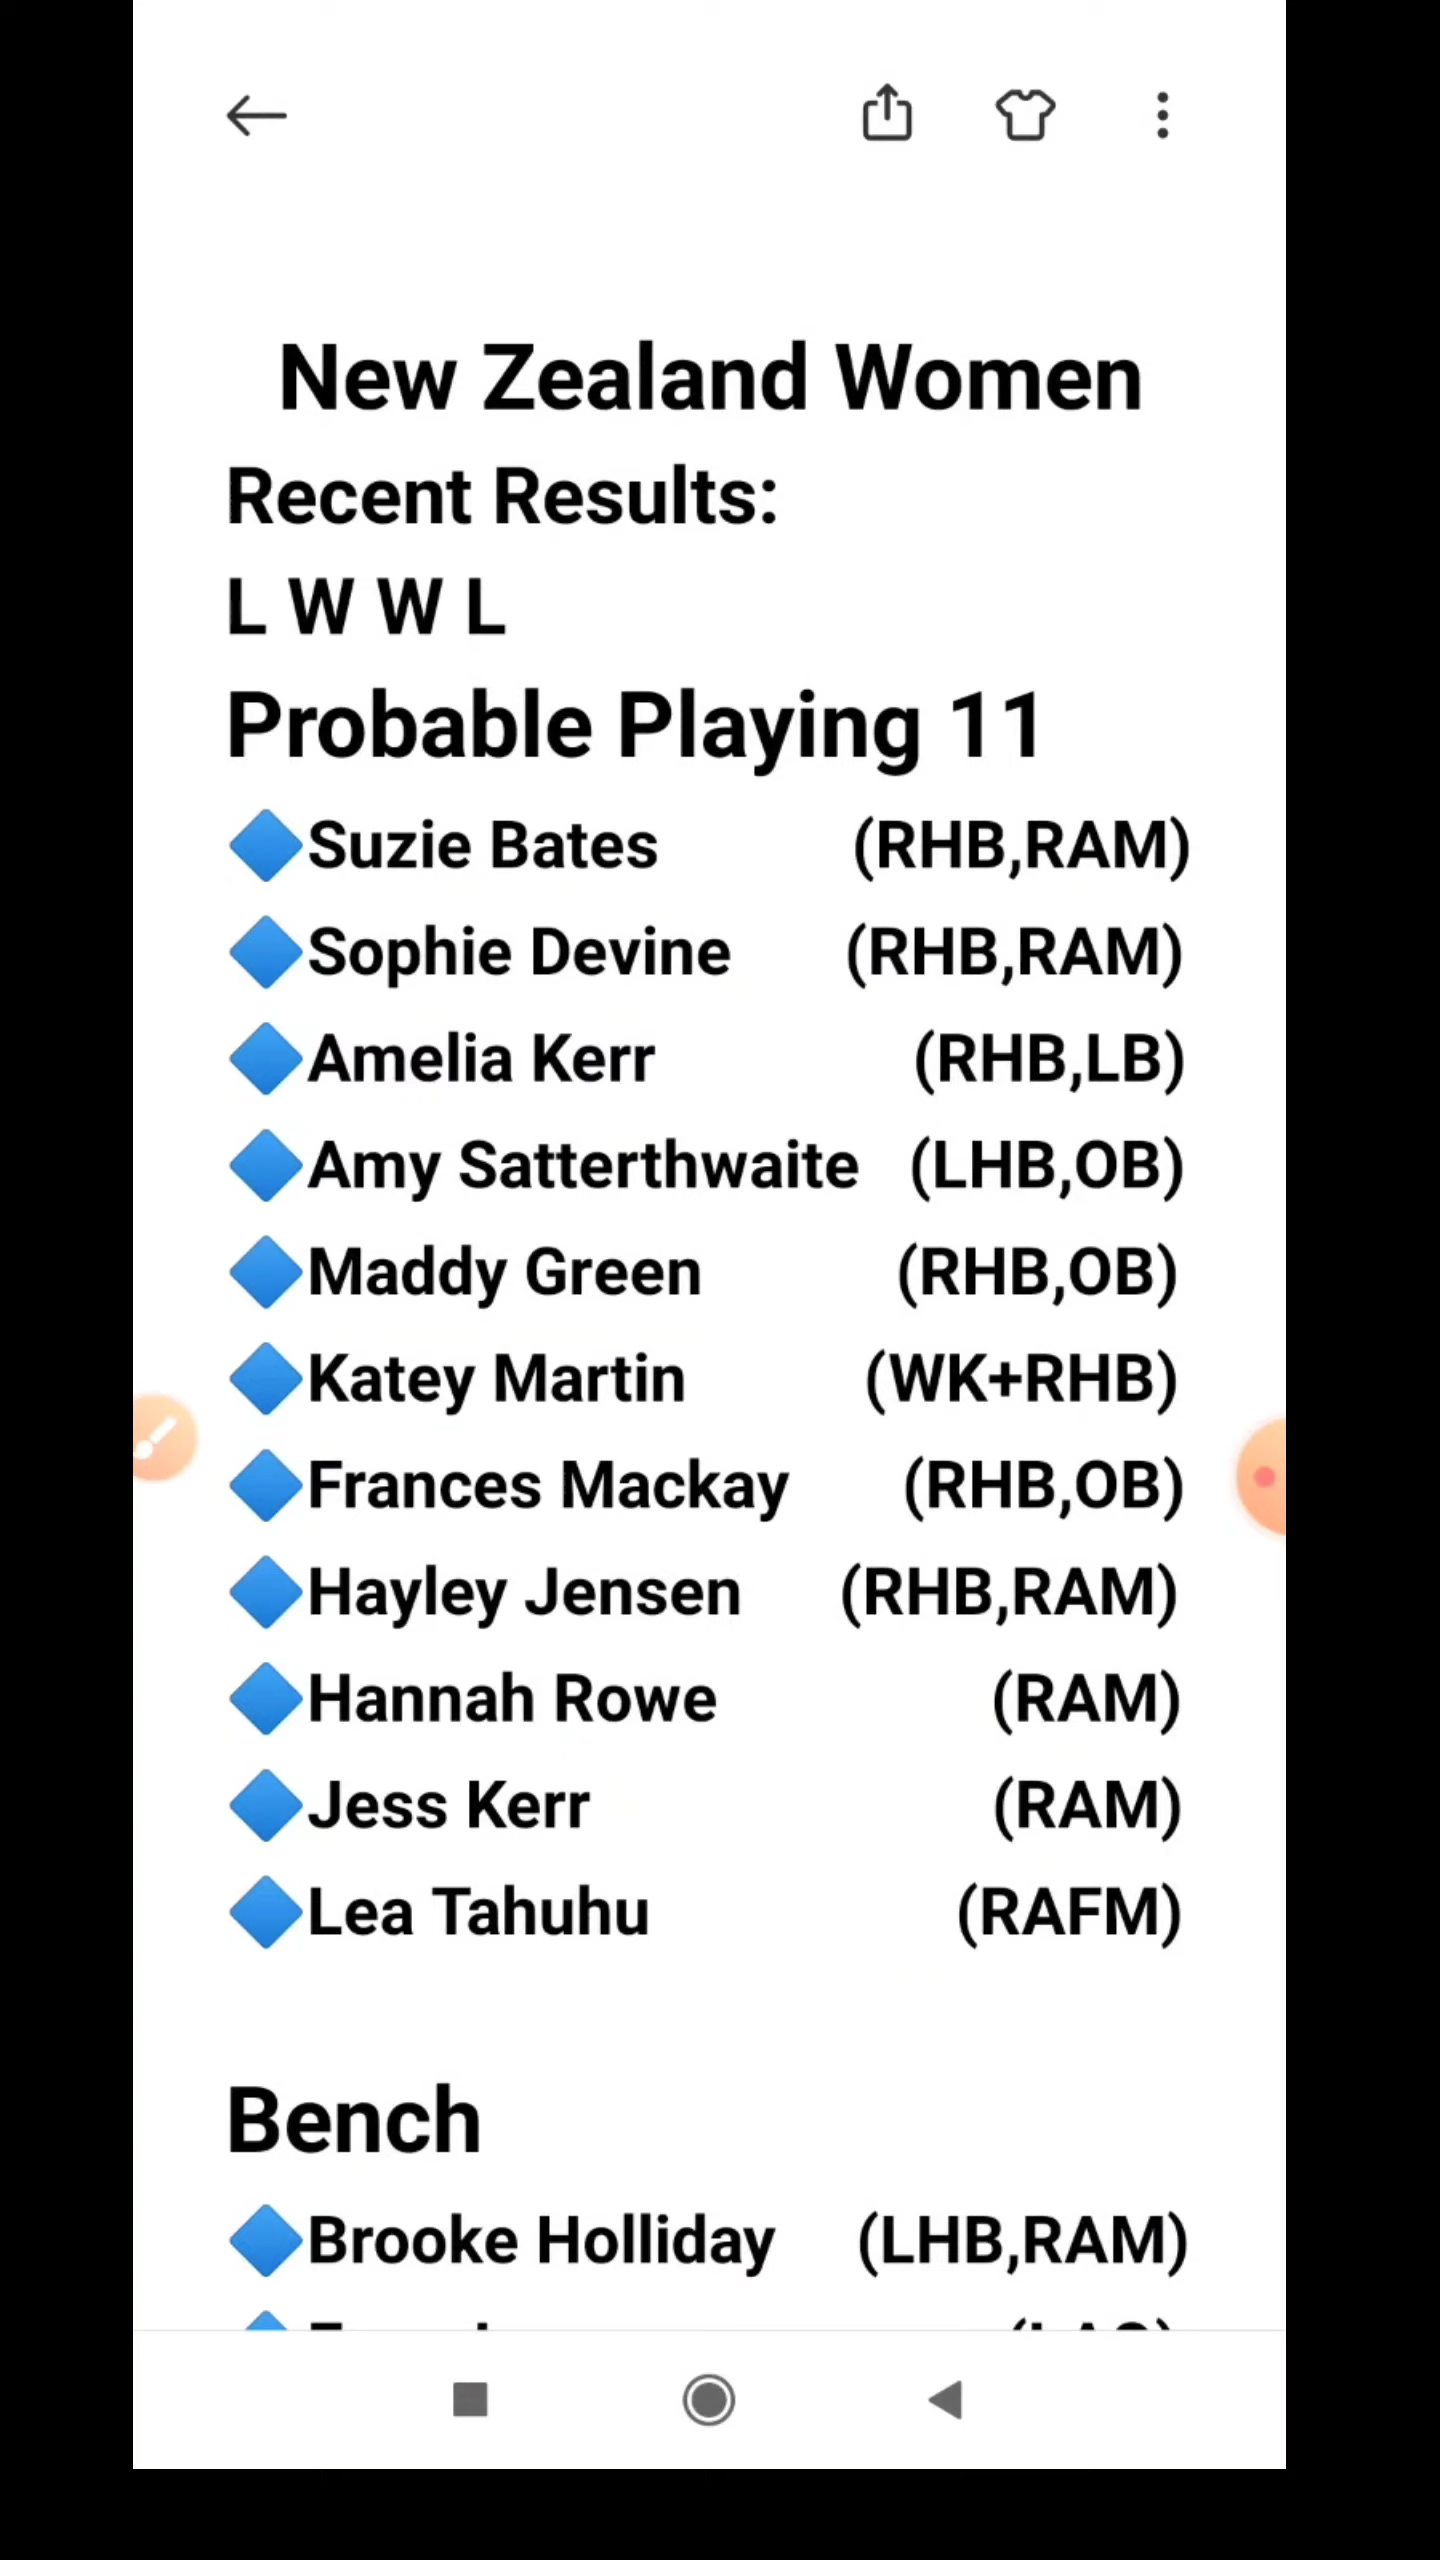 New Zealand Women
Recent Results:
L W W L
Probable Playing 11
🔷Suzie Bates (RHB,RAM)
🔷Sophie Devine (RHB,RAM)
🔷Amelia Kerr (RHB,LB)
🔷Amy Satterthwaite (LHB,OB)
🔷Maddy Green (RHB,OB)
🔷Katey Martin (WK+RHB)
🔷Frances Mackay (RHB,OB)
🔷Hayley Jensen (RHB,RAM)
🔷Hannah Rowe (RAM)
🔷Jess Kerr (RAM)
🔷Lea Tahuhu (RAFM)
Bench
🔷Brooke Holliday (LHB,RAM)